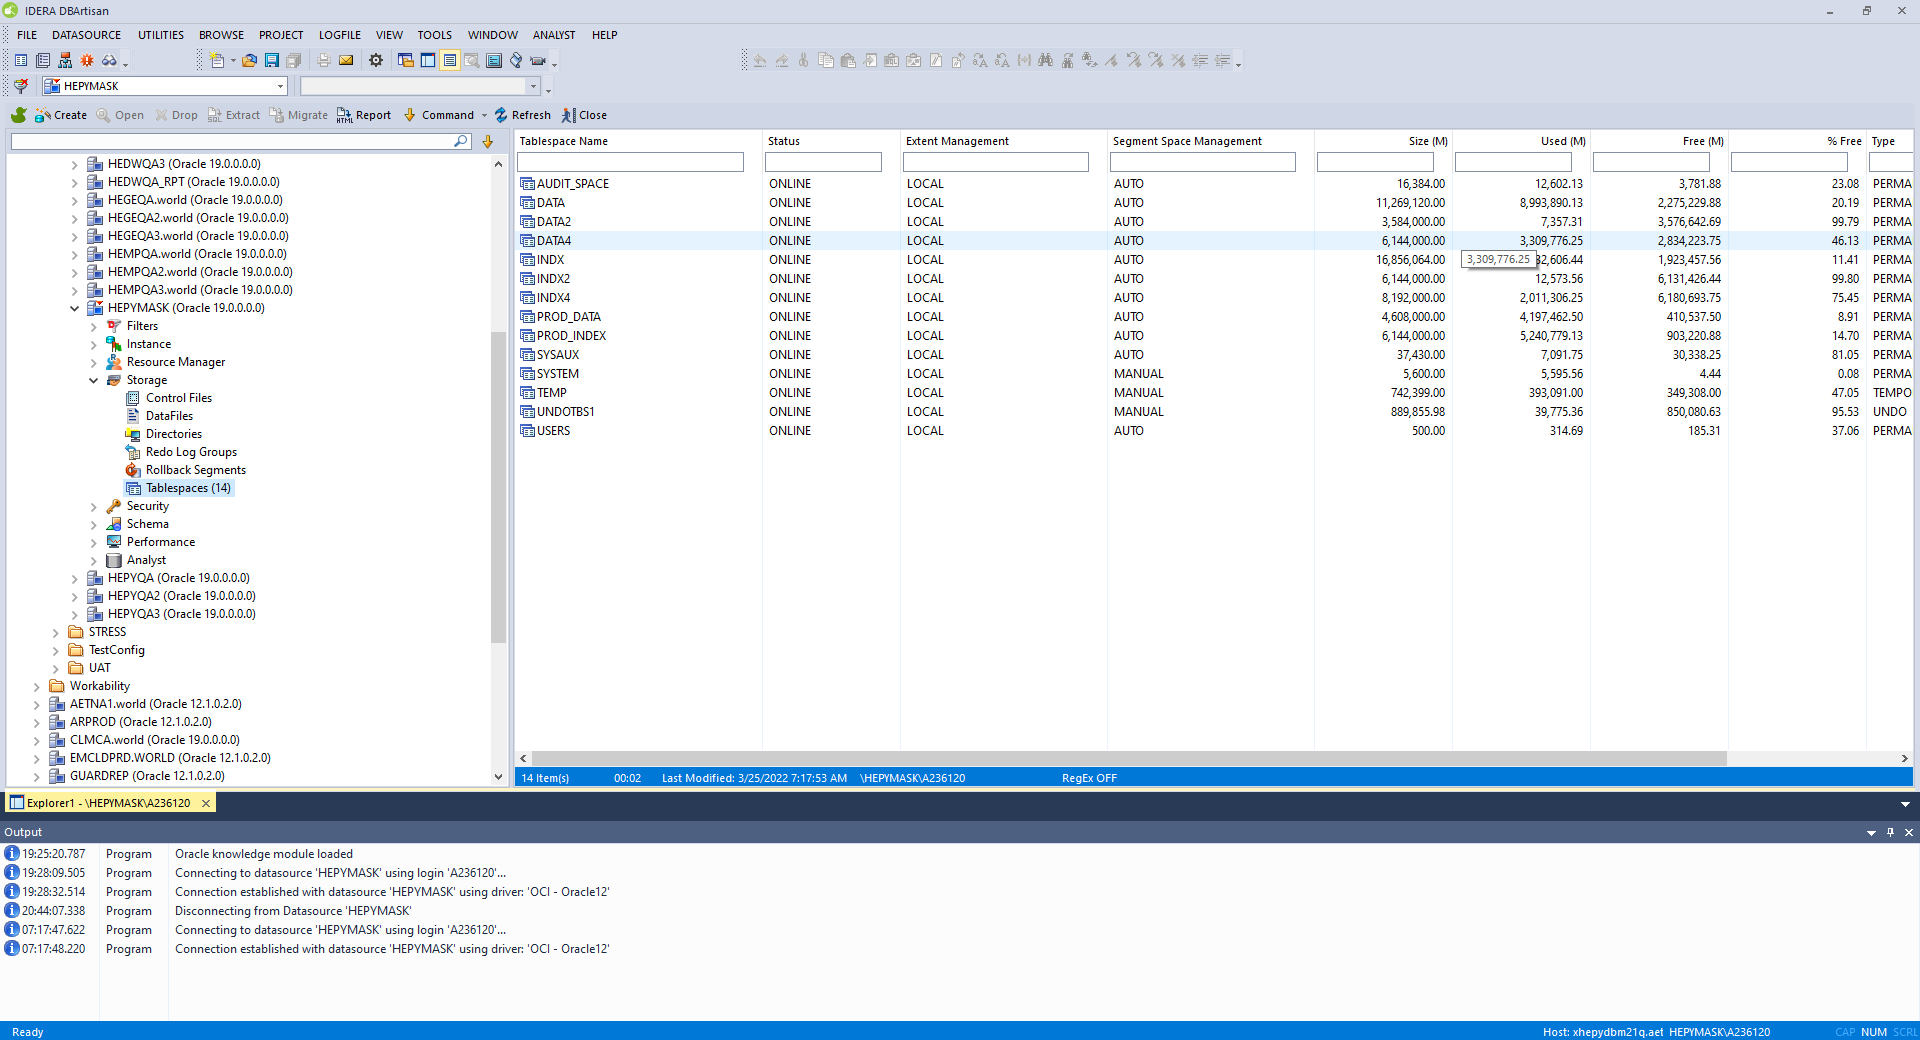 IDERA DBArtisan
FILE DATASOURCE UTILITIES BROWSE PROJECT LOGFILE VIEW TOOLS WINDOW ANALYST HELP
HEPYMASK
Create Open Drop Extract Migrate Report Command Refresh Close
HEDWQA3 (Oracle 19.0.0.0.0)
HEDWQA_RPT (Oracle 19.0.0.0.0)
HEGEQA.world (Oracle 19.0.0.0.0)
HEGEQA2.world (Oracle 19.0.0.0.0)
HEGEQA3.world (Oracle 19.0.0.0.0)
HEMPQA.world (Oracle 19.0.0.0.0)
HEMPQA2.world (Oracle 19.0.0.0.0)
HEMPQA3.world (Oracle 19.0.0.0.0)
HEPYMASK (Oracle 19.0.0.0.0)
Filters
Instance
Resource Manager
Storage
Control Files
DataFiles
Directories
Redo Log Groups
Rollback Segments
Tablespaces (14)
Security
Schema
Performance
Analyst
HEPYQA (Oracle 19.0.0.0.0)
HEPYQA2 (Oracle 19.0.0.0.0)
HEPYQA3 (Oracle 19.0.0.0.0)
STRESS
TestConfig
UAT
Workability
AETNA1.world (Oracle 12.1.0.2.0)
ARPROD (Oracle 12.1.0.2.0)
CLMCA.world (Oracle 19.0.0.0.0)
EMCLDPRD.WORLD (Oracle 12.1.0.2.0)
GUARDREP (Oracle 12.1.0.2.0)
Tablespace Name Status Extent Management Segment Space Management Size (M) Used (M) Free (M) % Free Type
AUDIT_SPACE ONLINE LOCAL AUTO 16,384.00 12,602.13 3,781.88 23.08 PERMA
DATA ONLINE LOCAL AUTO 11,269,120.00 8,993,890.13 2,275,229.88 20.19 PERMA
DATA2 ONLINE LOCAL AUTO 3,584,000.00 7,357.31 3,576,642.69 99.79 PERMA
DATA4 ONLINE LOCAL AUTO 6,144,000.00 3,309,776.25 2,834,223.75 46.13 PERMA
INDX ONLINE LOCAL AUTO 16,856,064.00 3,309,776.25 32,606.44 1,923,457.56 11.41 PERMA
INDX2 ONLINE LOCAL AUTO 6,144,000.00 12,573.56 6,131,426.44 99.80 PERMA
INDX4 ONLINE LOCAL AUTO 8,192,000.00 2,011,306.25 6,180,693.75 75.45 PERMA
PROD_DATA ONLINE LOCAL AUTO 4,608,000.00 4,197,462.50 410,537.50 8.91 PERMA
PROD_INDEX ONLINE LOCAL AUTO 6,144,000.00 5,240,779.13 903,220.88 14.70 PERMA
SYSAUX ONLINE LOCAL AUTO 37,430.00 7,091.75 30,338.25 81.05 PERMA
SYSTEM ONLINE LOCAL MANUAL 5,600.00 5,595.56 4.44 0.08 PERMA
TEMP ONLINE LOCAL MANUAL 742,399.00 393,091.00 349,308.00 47.05 TEMPO
UNDOTBS1 ONLINE LOCAL MANUAL 889,855.98 39,775.36 850,080.63 95.53 UNDO
USERS ONLINE LOCAL AUTO 500.00 314.69 185.31 37.06 PERMA
14 Item(s) 00:02 Last Modified: 3/25/2022 7:17:53 AM \HEPYMASK\A236120 RegEx OFF
Explorer1 - \HEPYMASK\A236120
Output
19:25:20.787 Program Oracle knowledge module loaded
19:28:09.505 Program Connecting to datasource 'HEPYMASK' using login 'A236120'...
19:28:32.514 Program Connection established with datasource 'HEPYMASK' using driver: 'OCI - Oracle12'
20:44:07.338 Program Disconnecting from Datasource 'HEPYMASK'
07:17:47.622 Program Connecting to datasource 'HEPYMASK' using login 'A236120'...
07:17:48.220 Program Connection established with datasource 'HEPYMASK' using driver: 'OCI - Oracle12'
Ready Host: xhepydbm21q.aet HEPYMASK\A236120 CAP NUM SCRL